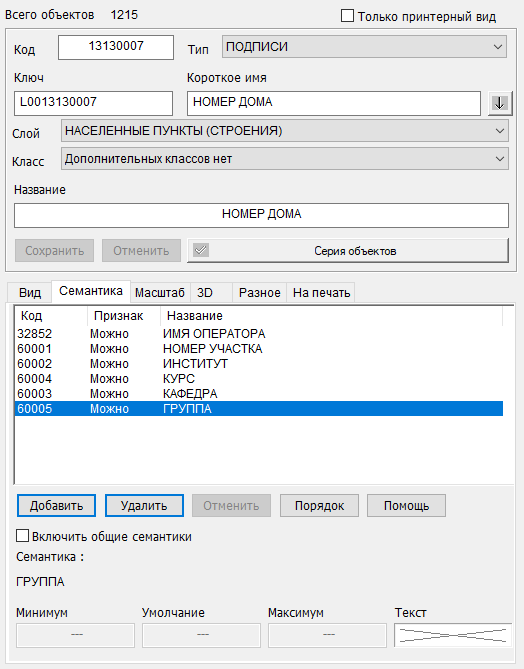 Всего объектов 1215 Только принтерный вид
Код 13130007 Тип ПОДПИСИ
Ключ Короткое имя
L0013130007 НОМЕР ДОМА
Слой НАСЕЛЕННЫЕ ПУНКТЫ (СТРОЕНИЯ)
Класс Дополнительных классов нет
Название
НОМЕР ДОМА
Сохранить Отменить Серия объектов
Вид Семантика Масштаб 3D Разное На печать
Код Признак Название
32852 Можно ИМЯ ОПЕРАТОРА
60001 Можно НОМЕР УЧАСТКА
60002 Можно ИНСТИТУТ
60004 Можно КУРС
60003 Можно КАФЕДРА
60005 Можно ГРУППА
Добавить Удалить Отменить Порядок Помощь
Включить общие семантики
Семантика :
ГРУППА
Минимум Умолчание Максимум Текст
--- --- ---